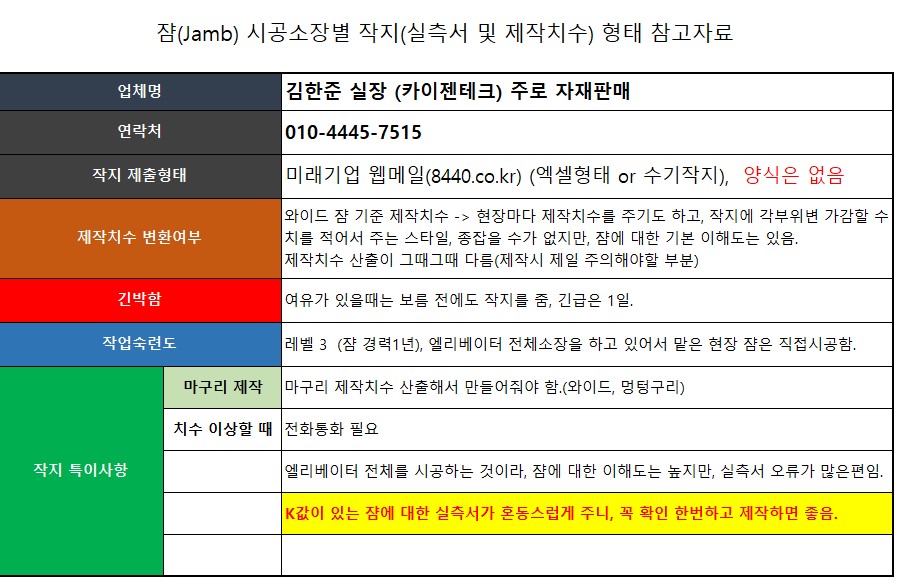 쟘(Jamb) 시공소장별 작지(실측서 및 제작치수) 형태 참고자료
업체명
김한준 실장 (카이젠테크) 주로 자재판매
연락처
010-4445-7515
작지 제출형태
미래기업 웹메일(8440.co.kr) (엑셀형태 or 수기작지), 양식은 없음
제작치수 변환여부
와이드 쟘 기준 제작치수 -> 현장마다 제작치수를 주기도 하고, 작지에 각부위변 가감할 수
치를 적어서 주는 스타일, 종잡을 수가 없지만, 쟘에 대한 기본 이해도는 있음.
제작치수 산출이 그때그때 다름(제작시 제일 주의해야할 부분)
긴박함
여유가 있을때는 보름 전에도 작지를 줌, 긴급은 1일.
작업숙련도
레벨 3 (쟘 경력1년), 엘리베이터 전체소장을 하고 있어서 맡은 현장 쟘은 직접시공함.
작지 특이사항
마구리 제작
마구리 제작치수 산출해서 만들어줘야 함.(와이드, 멍텅구리)
치수 이상할 때
전화통화 필요
엘리베이터 전체를 시공하는 것이라, 쟘에 대한 이해도는 높지만, 실측서 오류가 많은편임.
K값이 있는 쟘에 대한 실측서가 혼동스럽게 주니, 꼭 확인 한번하고 제작하면 좋음.